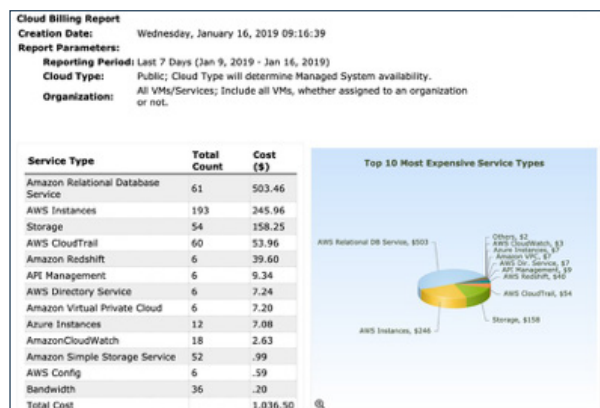 Cloud Billing Report
Creation Date: Wednesday, January 16, 2019 09:16:39
Report Parameters:
Reporting Period: Last 7 Days (Jan 9, 2019 - Jan 16, 2019)
Cloud Type: Public; Cloud Type will determine Managed System availability.
Organization: All VMs/Services; Include all VMs, whether assigned to an organization
or not.
Service Type Total Count Cost ($)
Amazon Relational Database Service 61 503.46
AWS Instances 193 245.96
Storage 54 158.25
AWS CloudTrail 60 53.96
Amazon Redshift 6 39.60
API Management 6 9.34
AWS Directory Service 6 7.24
Amazon Virtual Private Cloud 6 7.20
Azure Instances 12 7.08
AmazonCloudWatch 18 2.63
Amazon Simple Storage Service 52 .99
AWS Config 6 .59
Bandwidth 36 .20
Total Cost 1,036.50
Top 10 Most Expensive Service Types
Others, $2
AWS CloudWatch, $3
Azure Instances, $7
Amazon VPC, $7
AWS Dir. Service, $7
API Management, $9
AWS Redshift, $40
AWS CloudTrail, $54
Storage, $158
AWS Instances, $246
AWS Relational DB Service, $503